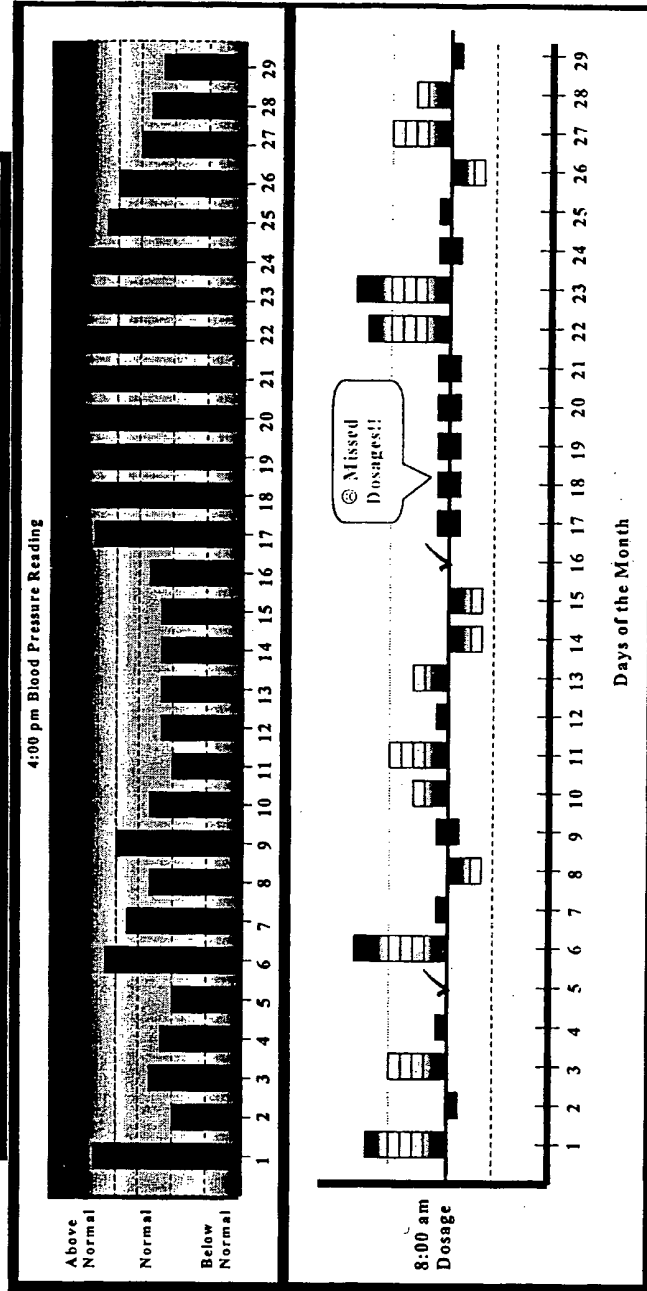 4:00 pm Blood Pressure Reading
Above
Normal
Normal
Below
Normal
1 2 3 4 5 6 7 8 9 10 11 12 13 14 15 16 17 18 19 20 21 22 23 24 25 26 27 28 29
8:00 am
Dosage
☹ Missed
Dosages!!
1 2 3 4 5 6 7 8 9 10 11 12 13 14 15 16 17 18 19 20 21 22 23 24 25 26 27 28 29
Days of the Month